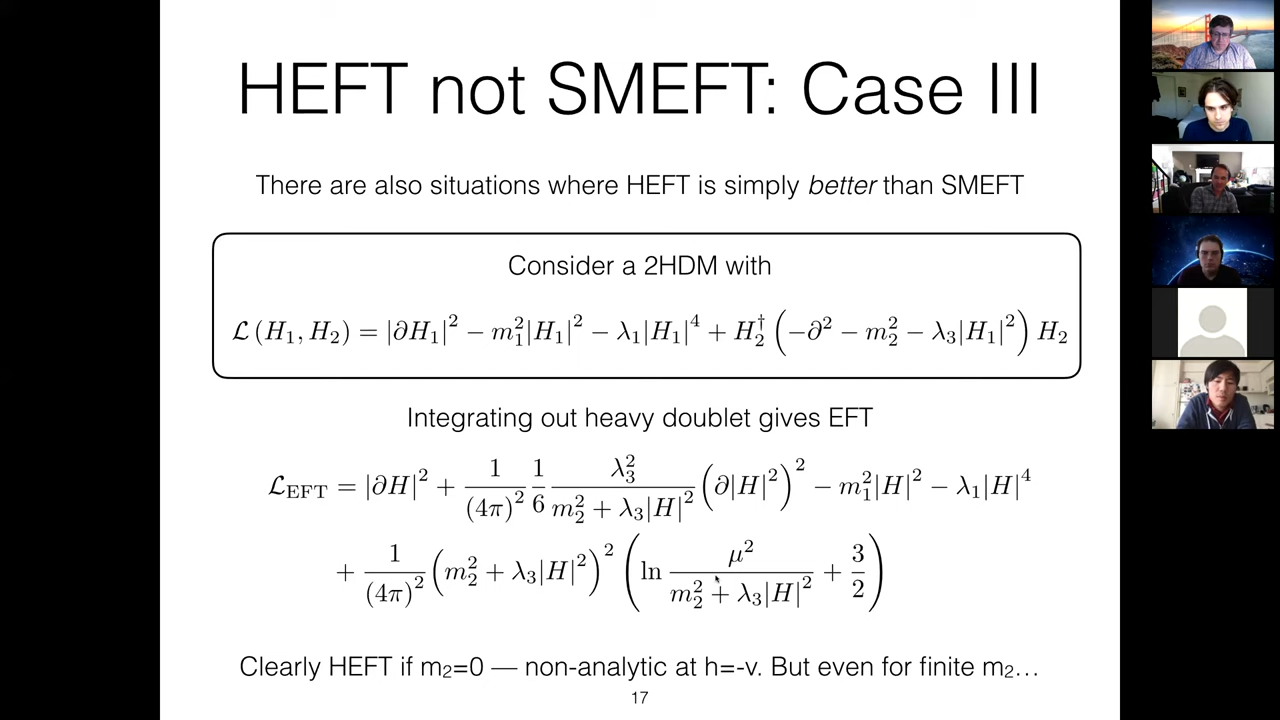 HEFT not SMEFT: Case III
There are also situations where HEFT is simply better than SMEFT
Consider a 2HDM with
ℒ (H₁, H₂) = |∂H₁|² − m₁²|H₁|² − λ₁|H₁|⁴ + H₂† (−∂² − m₂² − λ₃|H₁|²) H₂
Integrating out heavy doublet gives EFT
ℒ_EFT = |∂H|² + 1/(4π)² 1/6 λ₃²/(m₂² + λ₃|H|²) (∂|H|²)² − m₁²|H|² − λ₁|H|⁴
+ 1/(4π)² (m₂² + λ₃|H|²)² (ln μ²/(m₂² + λ₃|H|²) + 3/2)
Clearly HEFT if m₂=0 — non-analytic at h=-v. But even for finite m₂…
17